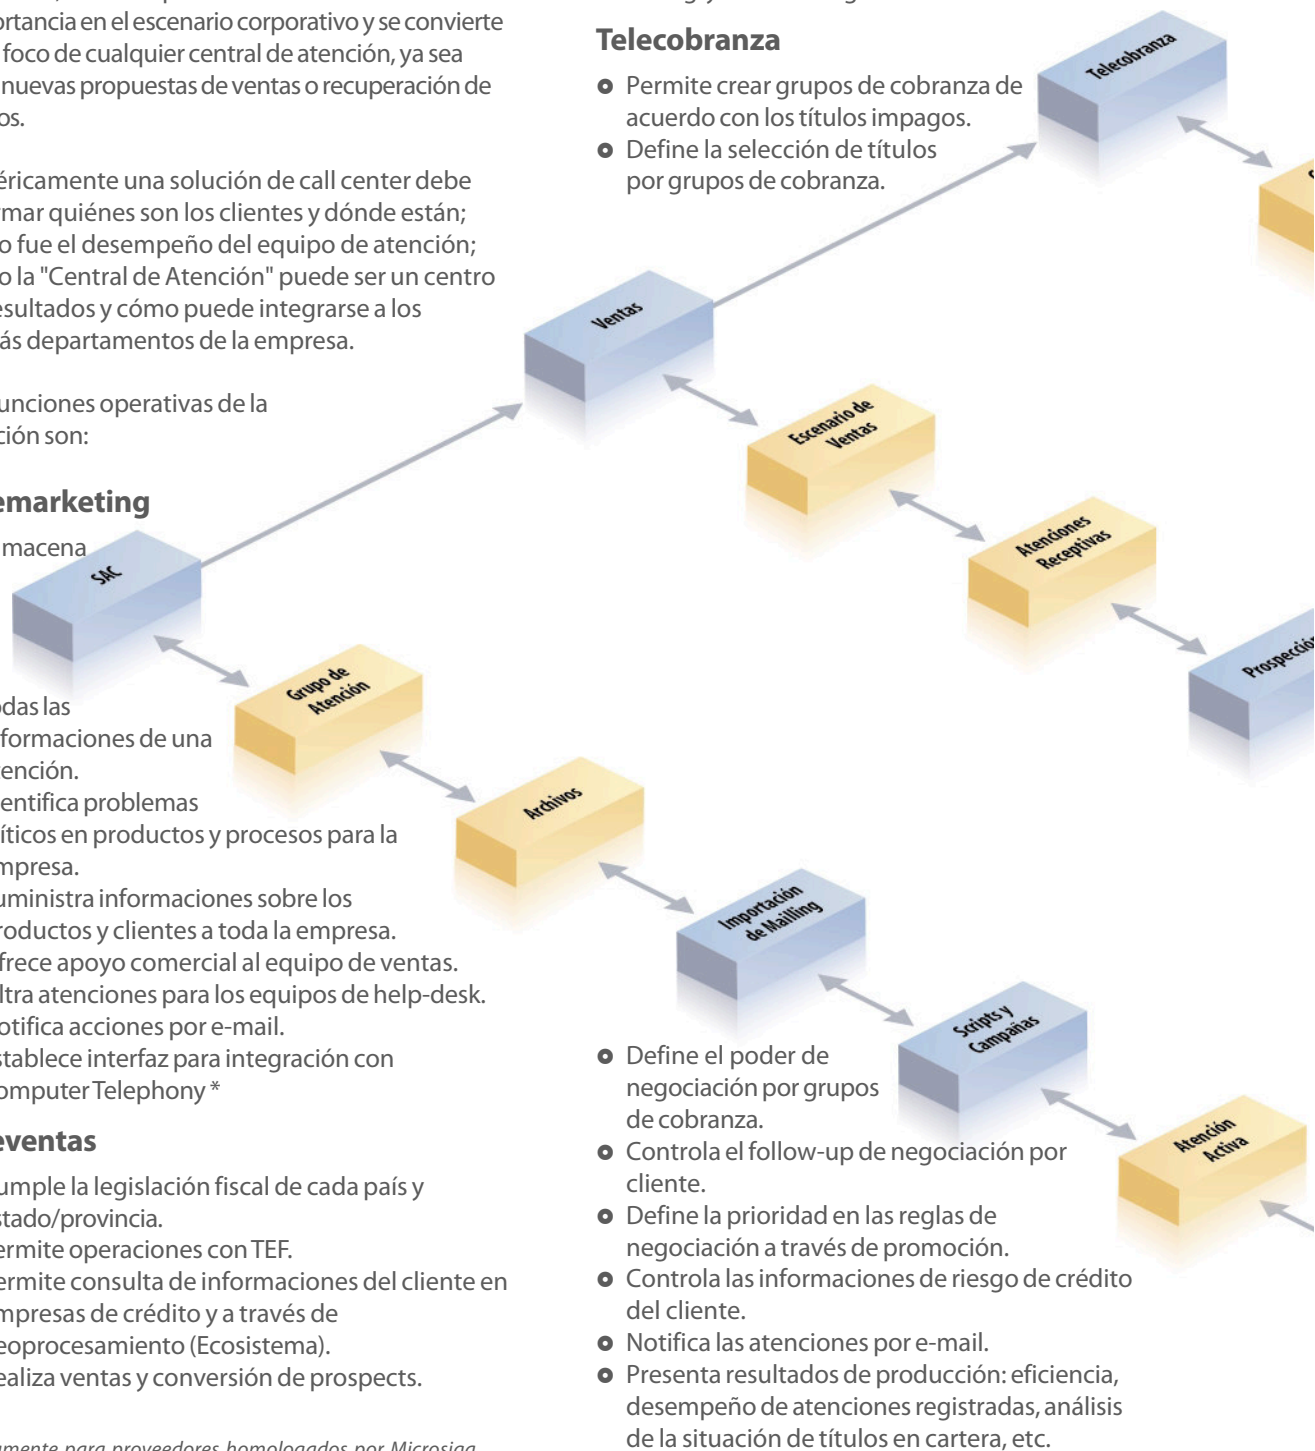 ortancia en el escenario corporativo y se convierte
foco de cualquier central de atención, ya sea
nuevas propuestas de ventas o recuperación de
os.
éricamente una solución de call center debe
rmar quiénes son los clientes y dónde están;
o fue el desempeño del equipo de atención;
o la "Central de Atención" puede ser un centro
esultados y cómo puede integrarse a los
ás departamentos de la empresa.
unciones operativas de la
ción son:
emarketing
macena
odas las
formaciones de una
tención.
entifica problemas
íticos en productos y procesos para la
mpresa.
uministra informaciones sobre los
roductos y clientes a toda la empresa.
frece apoyo comercial al equipo de ventas.
ltra atenciones para los equipos de help-desk.
otifica acciones por e-mail.
stablece interfaz para integración con
omputer Telephony *
eventas
umple la legislación fiscal de cada país y
stado/provincia.
ermite operaciones con TEF.
ermite consulta de informaciones del cliente en
mpresas de crédito y a través de
eoprocesamiento (Ecosistema).
ealiza ventas y conversión de prospects.
amente para proveedores homologados por Microsiga
Telecobranza
Permite crear grupos de cobranza de
acuerdo con los títulos impagos.
Define la selección de títulos
por grupos de cobranza.
Define el poder de
negociación por grupos
de cobranza.
Controla el follow-up de negociación por
cliente.
Define la prioridad en las reglas de
negociación a través de promoción.
Controla las informaciones de riesgo de crédito
del cliente.
Notifica las atenciones por e-mail.
Presenta resultados de producción: eficiencia,
desempeño de atenciones registradas, análisis
de la situación de títulos en cartera, etc.
Telecobranza
Ventas
Escenario de
Ventas
Atenciones
Receptivas
Prospección
SAC
Grupo de
Atención
Archivos
Importación
de Mailling
Scripts y
Campañas
Atención
Activa